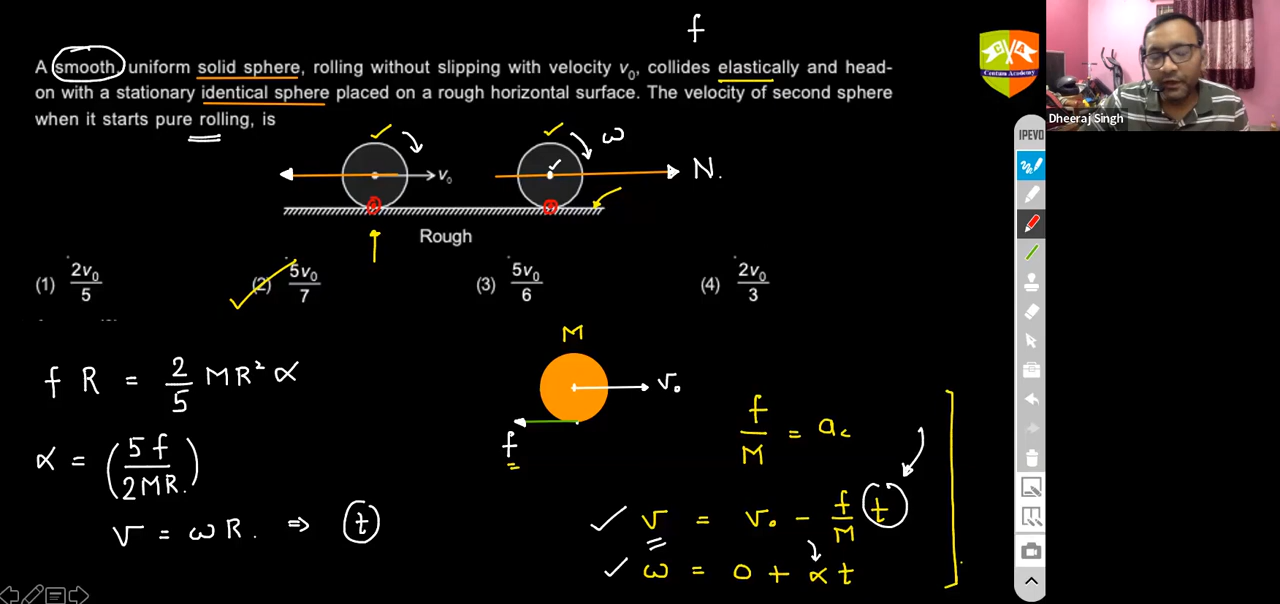 f
A smooth, uniform solid sphere, rolling without slipping with velocity v₀, collides elastically and head-
on with a stationary identical sphere placed on a rough horizontal surface. The velocity of second sphere
when it starts pure rolling, is
ω
v₀
N.
Rough
(1) 2v₀/5
(2) 5v₀/7
(3) 5v₀/6
(4) 2v₀/3
M
v₀
f
f R = 2/5 MR² α
α = (5f/2MR.)
v = ωR. ⇒ t
f/M = a꜀
v = v₀ - f/M t
ω = 0 + αt
Centum Academy
Dheeraj Singh
IPEVO